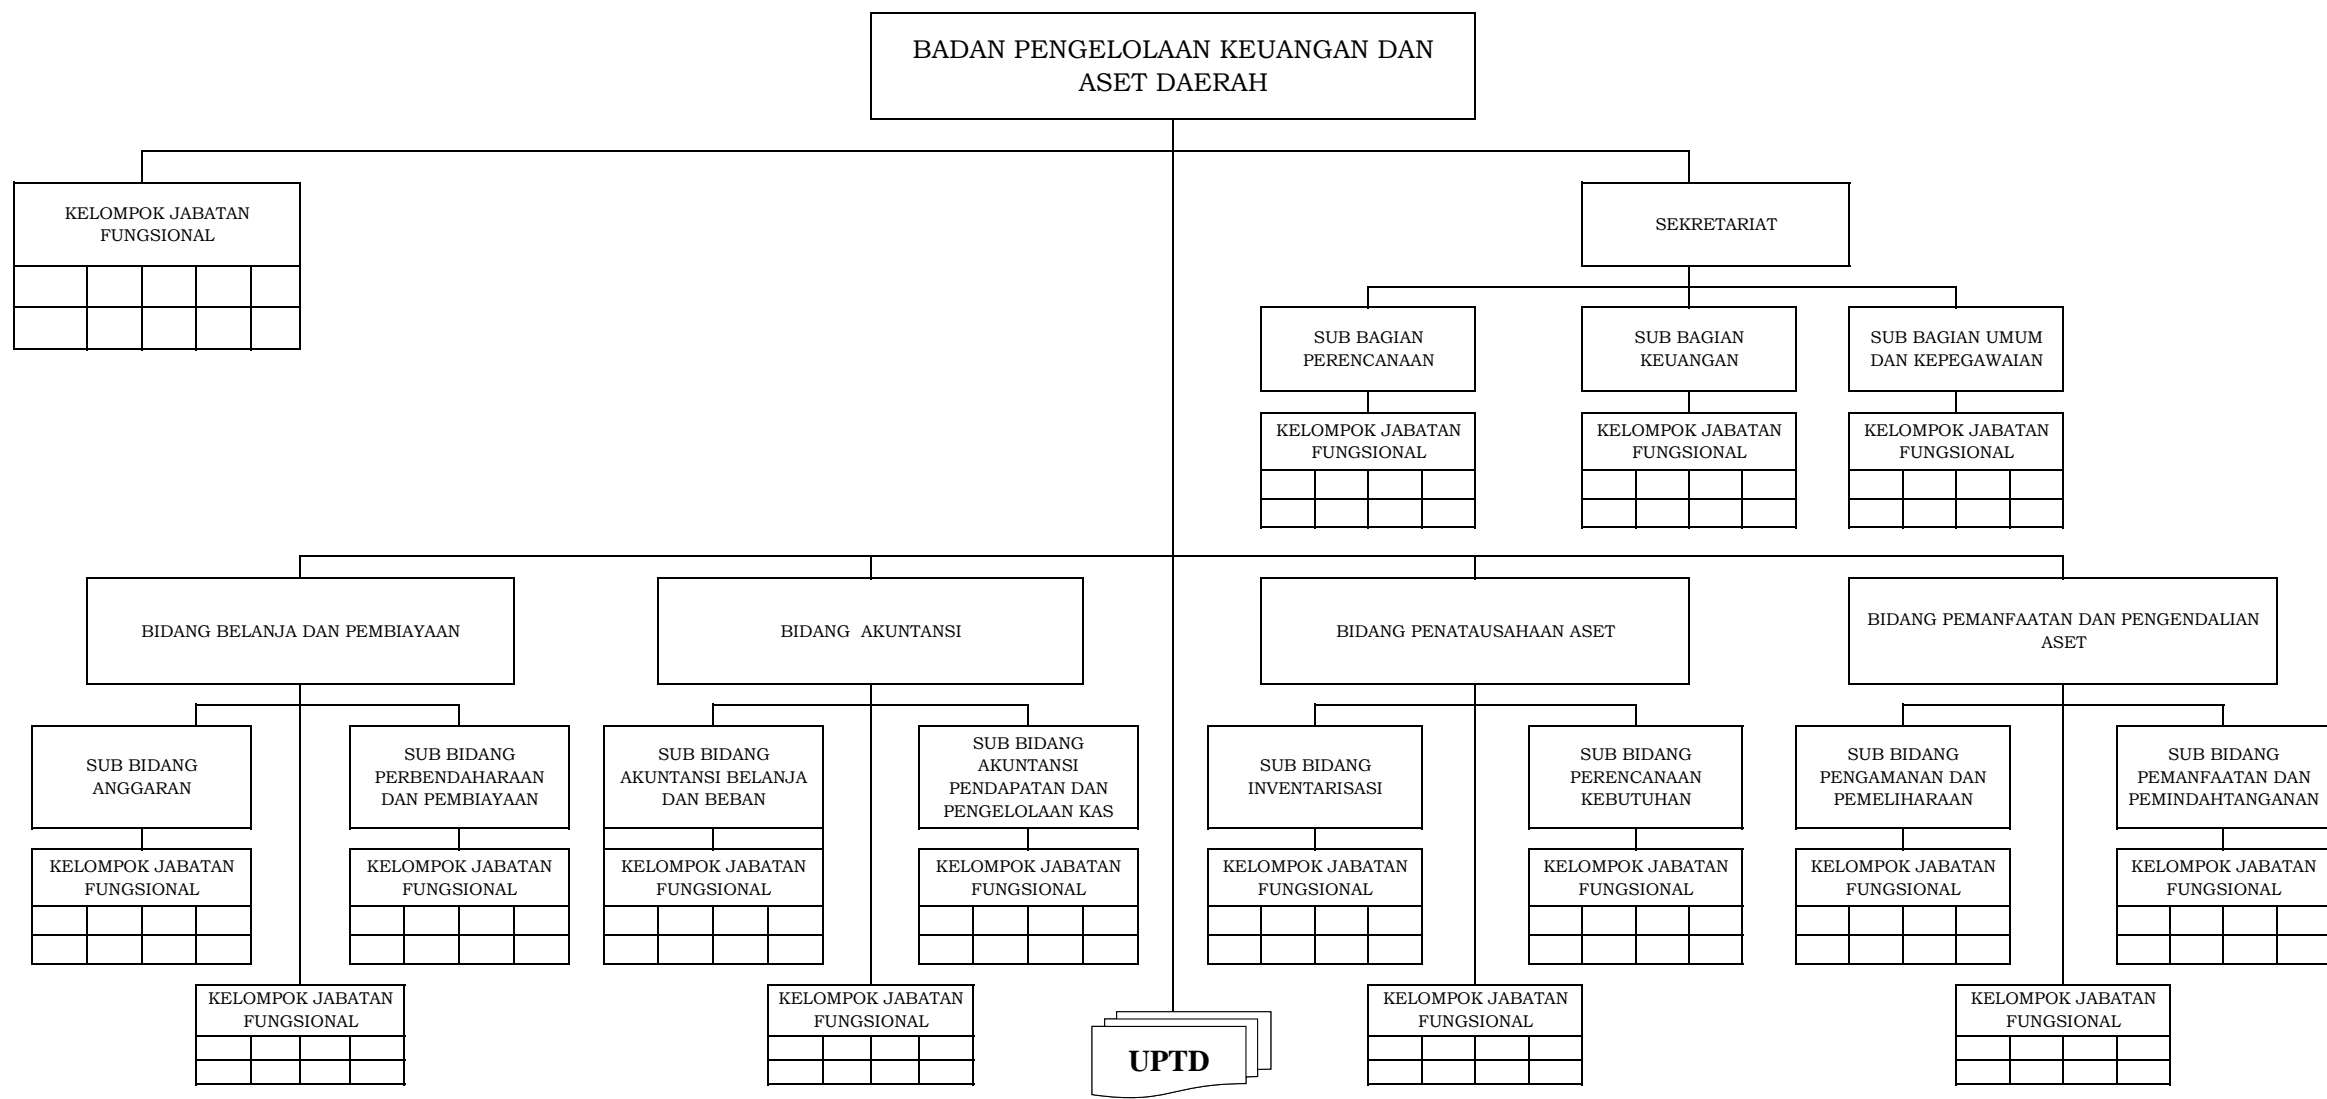 BADAN PENGELOLAAN KEUANGAN DAN
ASET DAERAH
KELOMPOK JABATAN
FUNGSIONAL
SEKRETARIAT
SUB BAGIAN
PERENCANAAN
SUB BAGIAN
KEUANGAN
SUB BAGIAN UMUM
DAN KEPEGAWAIAN
KELOMPOK JABATAN
FUNGSIONAL
KELOMPOK JABATAN
FUNGSIONAL
KELOMPOK JABATAN
FUNGSIONAL
BIDANG BELANJA DAN PEMBIAYAAN
BIDANG AKUNTANSI
BIDANG PENATAUSAHAAN ASET
BIDANG PEMANFAATAN DAN PENGENDALIAN
ASET
SUB BIDANG
ANGGARAN
SUB BIDANG
PERBENDAHARAAN
DAN PEMBIAYAAN
SUB BIDANG
AKUNTANSI BELANJA
DAN BEBAN
SUB BIDANG
AKUNTANSI
PENDAPATAN DAN
PENGELOLAAN KAS
SUB BIDANG
INVENTARISASI
SUB BIDANG
PERENCANAAN
KEBUTUHAN
SUB BIDANG
PENGAMANAN DAN
PEMELIHARAAN
SUB BIDANG
PEMANFAATAN DAN
PEMINDAHTANGANAN
KELOMPOK JABATAN
FUNGSIONAL
KELOMPOK JABATAN
FUNGSIONAL
KELOMPOK JABATAN
FUNGSIONAL
KELOMPOK JABATAN
FUNGSIONAL
KELOMPOK JABATAN
FUNGSIONAL
KELOMPOK JABATAN
FUNGSIONAL
KELOMPOK JABATAN
FUNGSIONAL
KELOMPOK JABATAN
FUNGSIONAL
KELOMPOK JABATAN
FUNGSIONAL
KELOMPOK JABATAN
FUNGSIONAL
UPTD
KELOMPOK JABATAN
FUNGSIONAL
KELOMPOK JABATAN
FUNGSIONAL